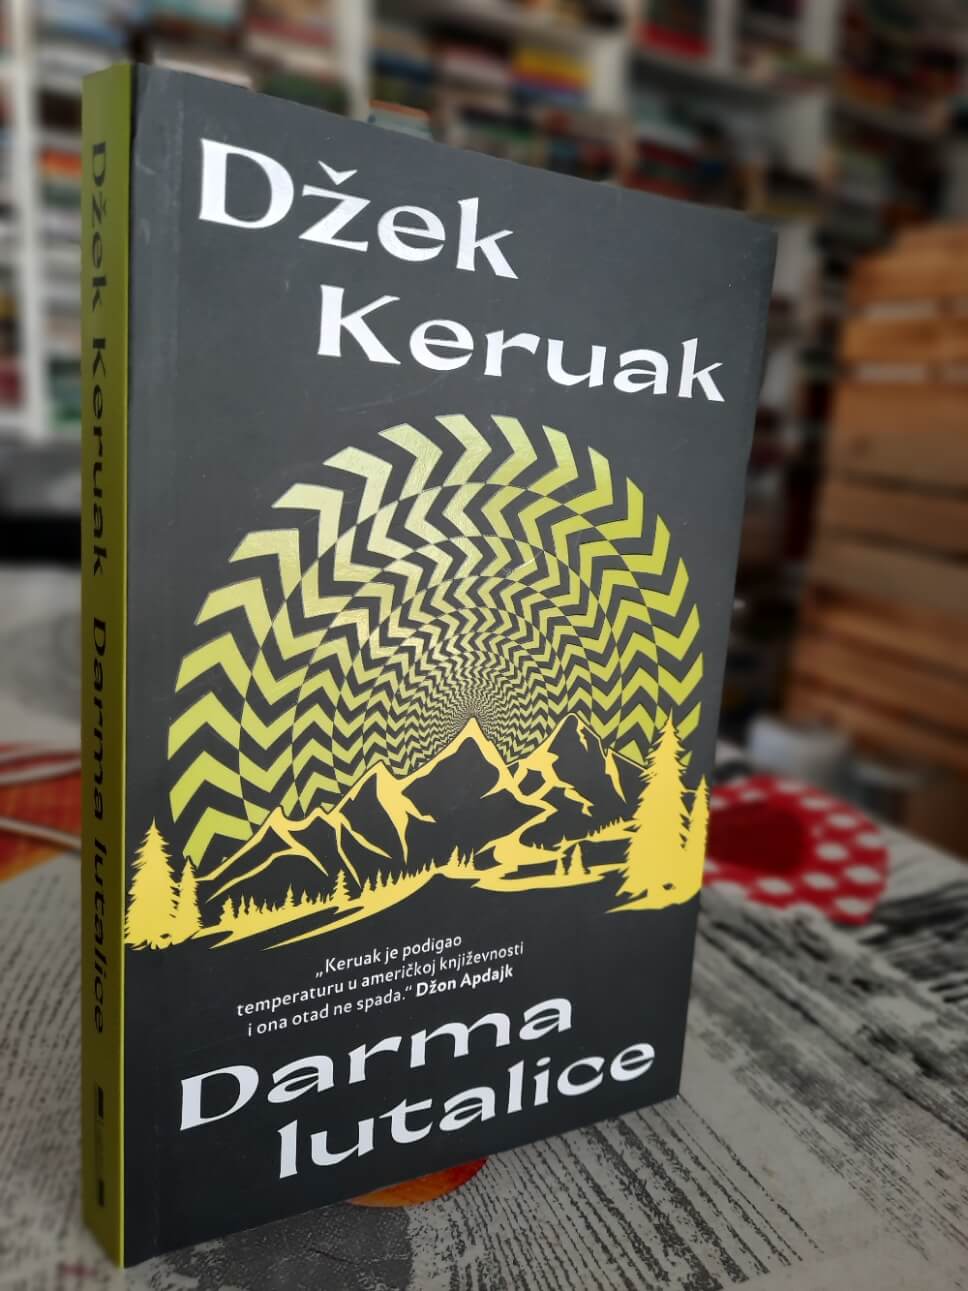 Džek Keruak Darma lutalice
Džek
Keruak
„Keruak je podigao
temperaturu u američkoj književnosti
i ona otad ne spada.“ Džon Apdajk
Darma
lutalice